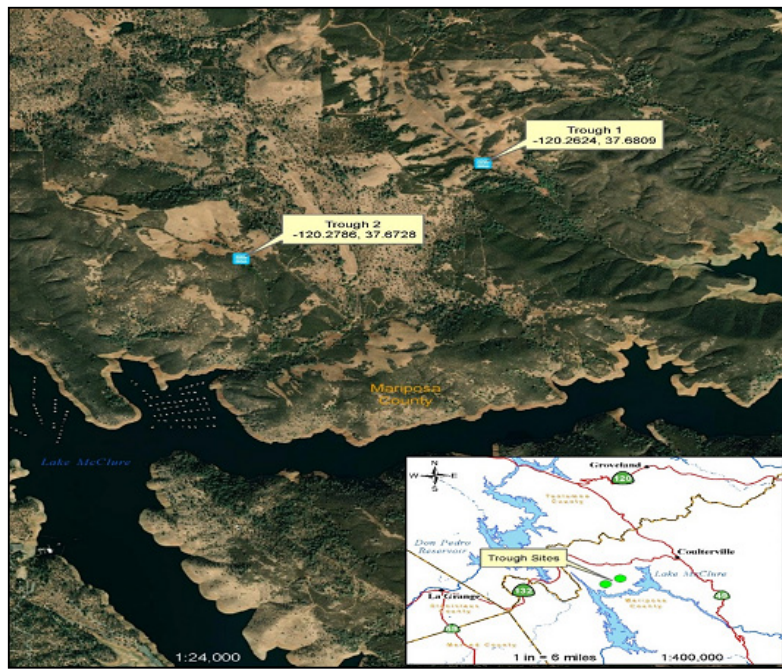 Trough 1
-120.2624, 37.6809
Trough 2
-120.2786, 37.6728
Mariposa
County
Lake McClure
1:24,000
N
W E
S
Groveland
120
Tuolumne
County
Don Pedro
Reservoir
Trough Sites
Coulterville
Lake McClure
La Grange
132
Mariposa
County
49
Stanislaus
County
Merced County
1 in = 6 miles
1:400,000